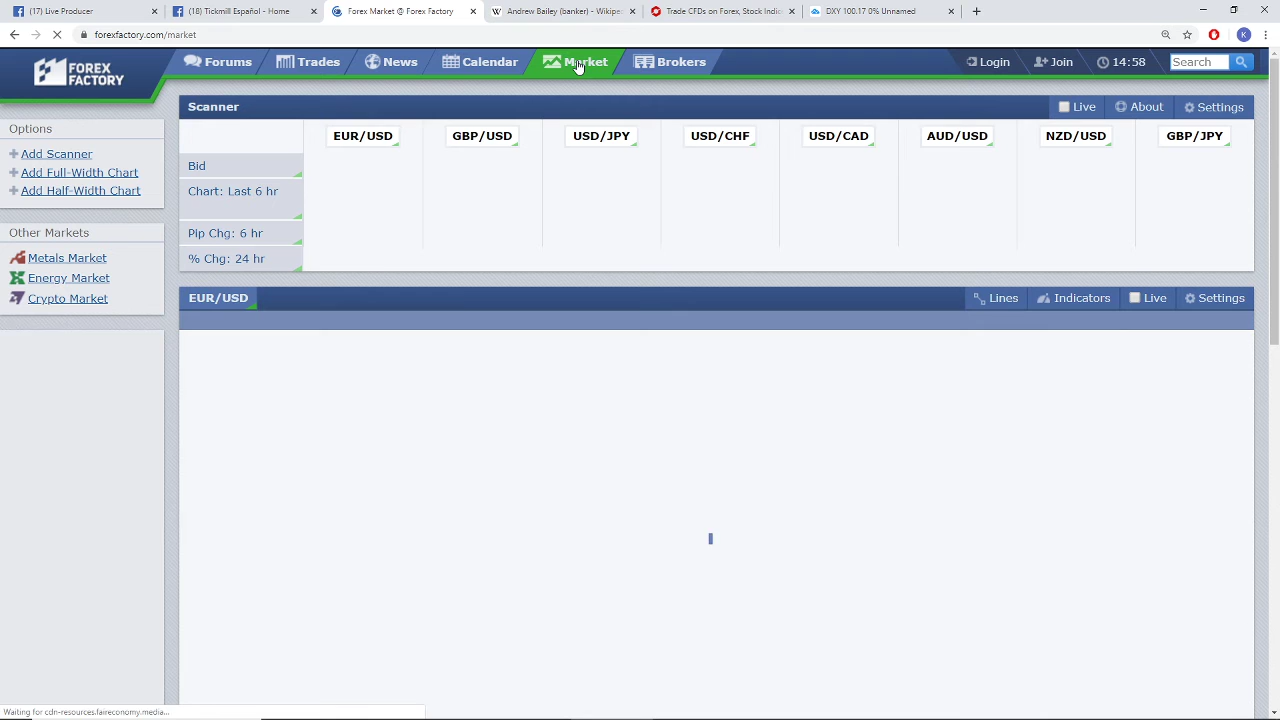 (17) Live Producer
(18) Tickmill Español - Home
Forex Market @ Forex Factory
Andrew Bailey (banker) - Wikipe
Trade CFDs on Forex, Stock Indic
DXY 100.17 0% Unnamed
forexfactory.com/market
K
FOREX FACTORY
Forums
Trades
News
Calendar
Market
Brokers
Login
Join
14:58
Search
Options
Add Scanner
Add Full-Width Chart
Add Half-Width Chart
Other Markets
Metals Market
Energy Market
Crypto Market
Scanner
Live
About
Settings
EUR/USD
GBP/USD
USD/JPY
USD/CHF
USD/CAD
AUD/USD
NZD/USD
GBP/JPY
Bid
Chart: Last 6 hr
Pip Chg: 6 hr
% Chg: 24 hr
EUR/USD
Lines
Indicators
Live
Settings
Waiting for cdn-resources.faireconomy.media...